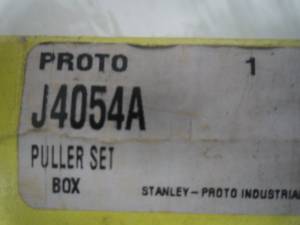 PROTO 1
J4054A
PULLER SET
BOX STANLEY-PROTO INDUSTRIAL